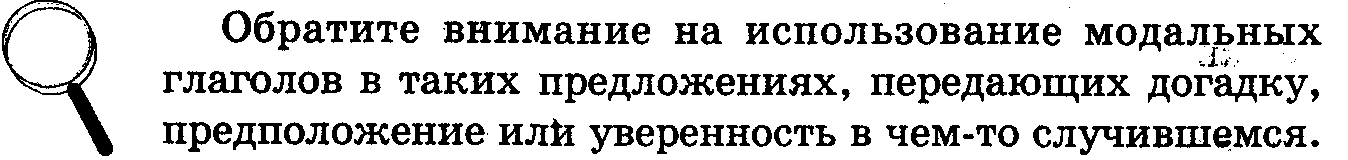 Обратите внимание на использование модальных
глаголов в таких предложениях, передающих догадку,
предположение или уверенность в чем-то случившемся.